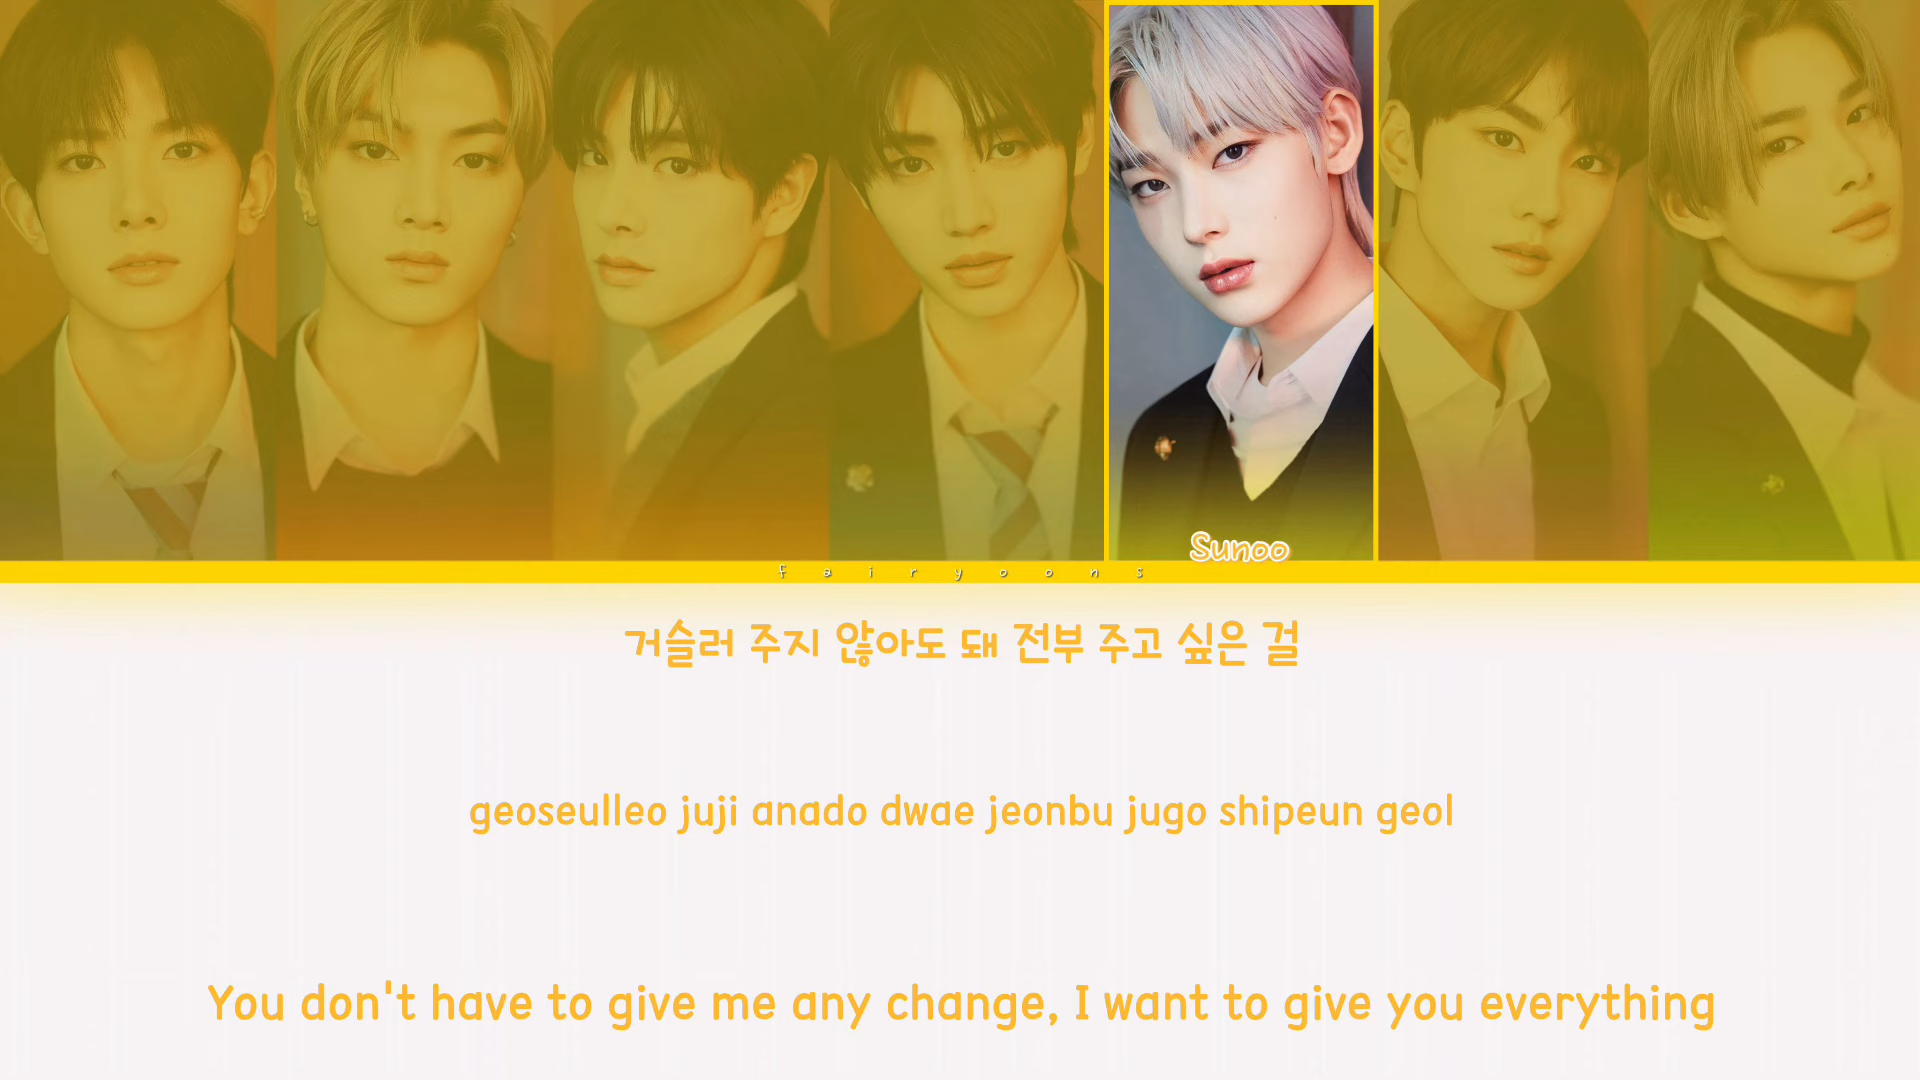 Sunoo
fairyoons
거슬러 주지 않아도 돼 전부 주고 싶은 걸
geoseulleo juji anado dwae jeonbu jugo shipeun geol
You don't have to give me any change, I want to give you everything